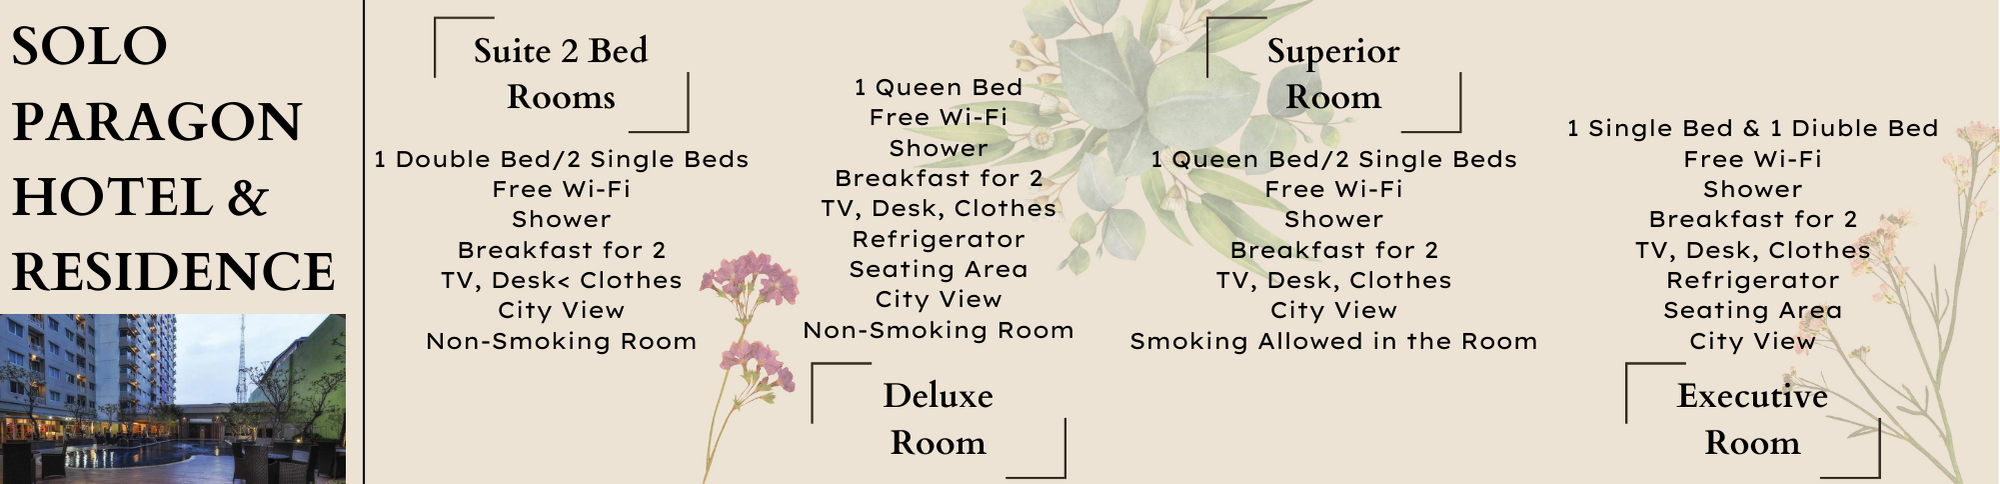 SOLO
PARAGON
HOTEL &
RESIDENCE
Suite 2 Bed
Rooms
1 Double Bed/2 Single Beds
Free Wi-Fi
Shower
Breakfast for 2
TV, Desk< Clothes
City View
Non-Smoking Room
1 Queen Bed
Free Wi-Fi
Shower
Breakfast for 2
TV, Desk, Clothes
Refrigerator
Seating Area
City View
Non-Smoking Room
Deluxe
Room
Superior
Room
1 Queen Bed/2 Single Beds
Free Wi-Fi
Shower
Breakfast for 2
TV, Desk, Clothes
City View
Smoking Allowed in the Room
1 Single Bed & 1 Diuble Bed
Free Wi-Fi
Shower
Breakfast for 2
TV, Desk, Clothes
Refrigerator
Seating Area
City View
Executive
Room